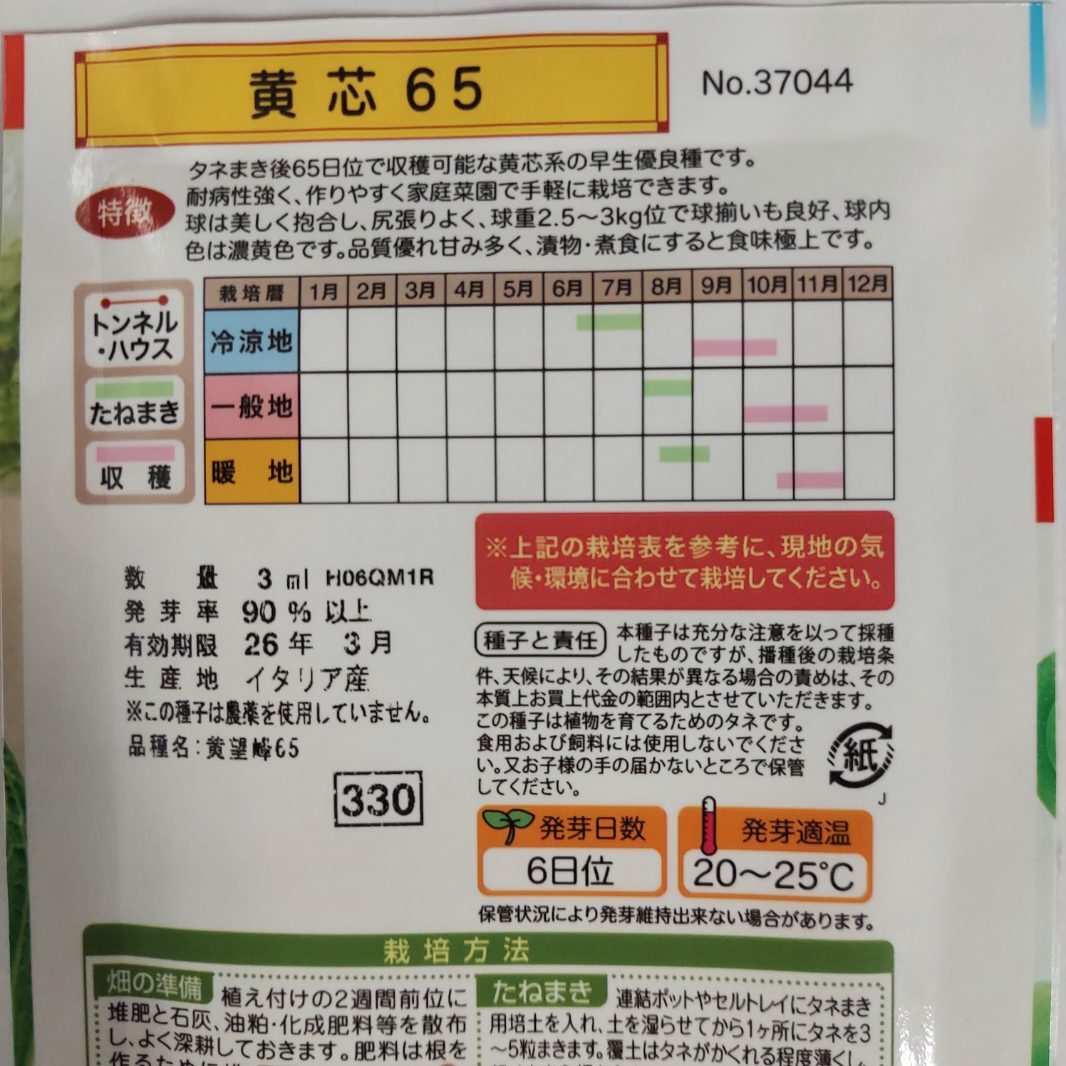 黄芯65
No.37044
特徴
タネまき後65日位で収穫可能な黄芯系の早生優良種です。
耐病性強く、作りやすく家庭菜園で手軽に栽培できます。
球は美しく抱合し、尻張りよく、球重2.5～3kg位で球揃いも良好、球内
色は濃黄色です。品質優れ甘み多く、漬物・煮食にすると食味極上です。
トンネル
・ハウス
たねまき
収穫
栽培暦 1月 2月 3月 4月 5月 6月 7月 8月 9月 10月 11月 12月
冷涼地
一般地
暖地
※上記の栽培表を参考に、現地の気
候・環境に合わせて栽培してください。
数量 3ml H06QM1R
発芽率 90%以上
有効期限 26年 3月
生産地 イタリア産
※この種子は農薬を使用していません。
品種名：黄望峰65
330
種子と責任
本種子は充分な注意を以って採種
したものですが、播種後の栽培条
件、天候により、その結果が異なる場合の責めは、その
本質上お買上代金の範囲内とさせていただきます。
この種子は植物を育てるためのタネです。
食用および飼料には使用しないでくださ
い。又お子様の手の届かないところで保管
してください。
紙
J
発芽日数
6日位
発芽適温
20～25℃
保管状況により発芽維持出来ない場合があります。
栽培方法
畑の準備
植え付けの2週間前位に
堆肥と石灰、油粕・化成肥料等を散布
し、よく深耕しておきます。肥料は根を
たねまき
連結ポットやセルトレイにタネまき
用培土を入れ、土を湿らせてから1ヶ所にタネを3
～5粒まきます。覆土はタネがかくれる程度薄くし